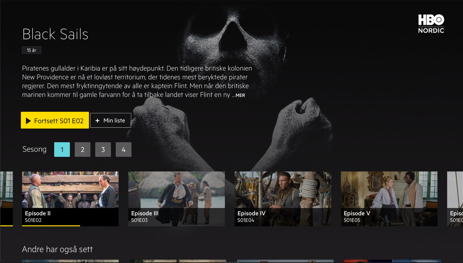 HBO
NORDIC
Black Sails
15 år
Piratenes gullalder i Karibia er på sitt høydepunkt. Den tidligere britiske kolonien
New Providence er nå et lovløst territorium, der tidenes mest beryktede pirater
regjerer. Den mest fryktinngytende av alle er kaptein Flint. Men når den britiske
marinen kommer til gamle farvann for å ta tilbake landet viser Flint en ny ...MER
Fortsett S01 E02
+ Min liste
Sesong 1 2 3 4
Episode II
S01E02
Episode III
S01E03
Episode IV
S01E04
Episode V
S01E05
Andre har også sett